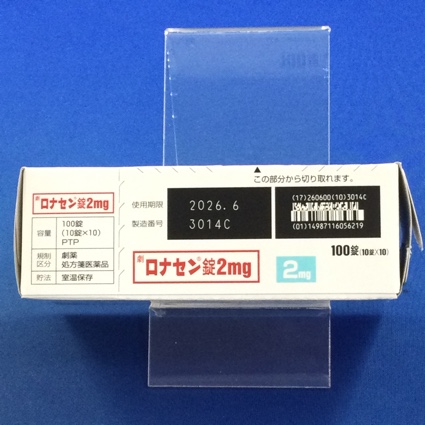 劇 ロナセン®錠2mg
容量 100錠
(10錠×10)
PTP
規制
区分 劇薬
処方箋医薬品
貯法 室温保存
▲
この部分から切り取れます。
使用期限 2026.6
製造番号 3014C
(17)260600(10)3014C
(01)14987116056219
劇 ロナセン®錠2mg
2mg
100錠(10錠×10)